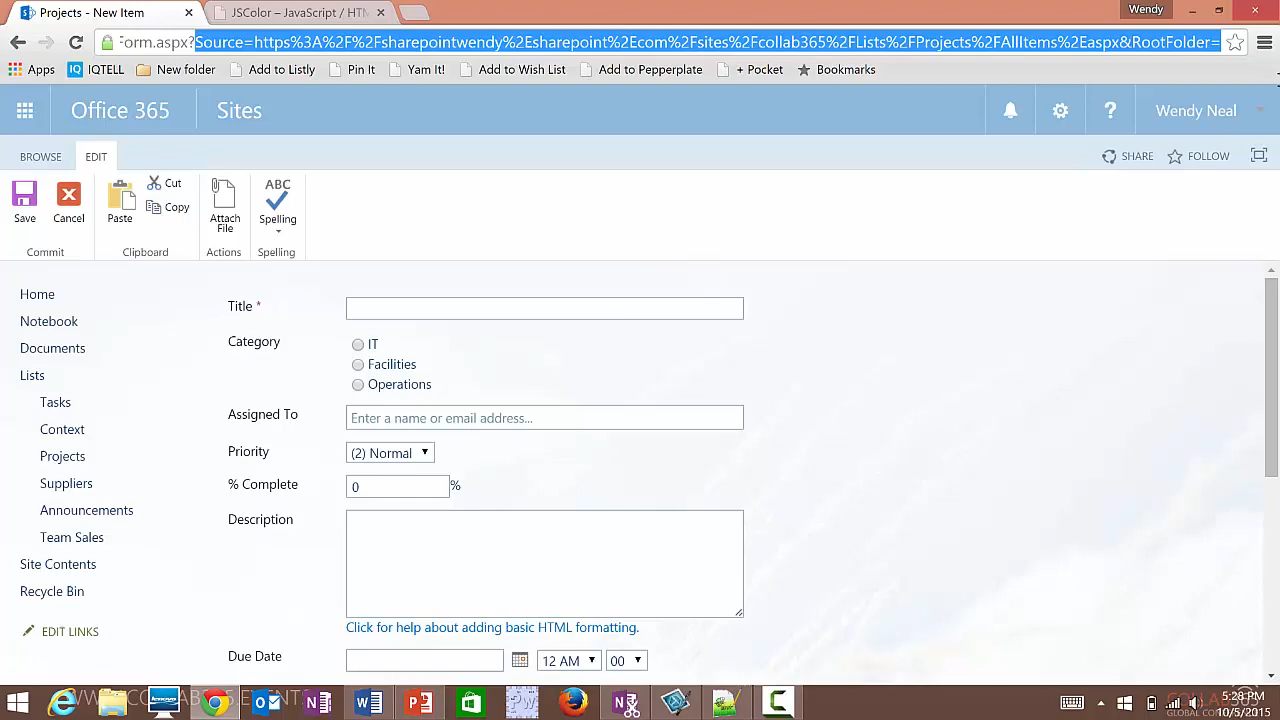 Projects - New Item
JSColor – JavaScript / HTM
Wendy
Form.aspx?Source=https%3A%2F%2Fsharepointwendy%2Esharepoint%2Ecom%2Fsites%2Fcollab365%2FLists%2FProjects%2FAllItems%2Easpx&RootFolder=
Apps
IQTELL
New folder
Add to Listly
Pin It
Yam It!
Add to Wish List
Add to Pepperplate
+ Pocket
Bookmarks
Office 365
Sites
Wendy Neal
BROWSE
EDIT
SHARE
FOLLOW
Save
Cancel
Paste
Cut
Copy
Attach
File
ABC
Spelling
Commit
Clipboard
Actions
Spelling
Home
Notebook
Documents
Lists
Tasks
Context
Projects
Suppliers
Announcements
Team Sales
Site Contents
Recycle Bin
EDIT LINKS
Title *
Category
IT
Facilities
Operations
Assigned To
Enter a name or email address...
Priority
(2) Normal
% Complete
0
%
Description
Click for help about adding basic HTML formatting.
Due Date
12 AM
00
5:28 PM
10/5/2015